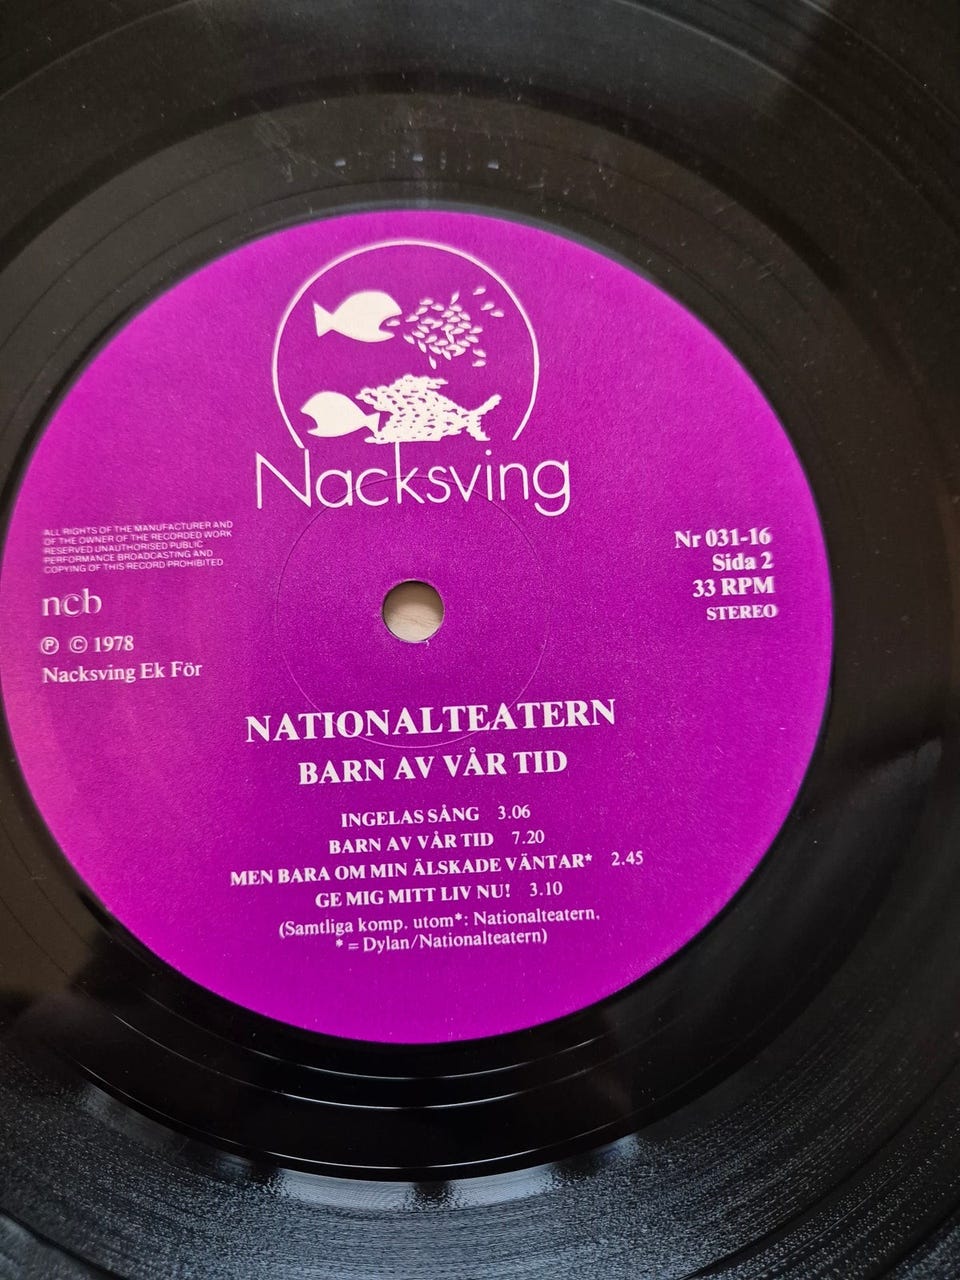 Nacksving
ALL RIGHTS OF THE MANUFACTURER AND
OF THE OWNER OF THE RECORDED WORK
RESERVED UNAUTHORISED PUBLIC
PERFORMANCE BROADCASTING AND
COPYING OF THIS RECORD PROHIBITED
ncb
℗ © 1978
Nacksving Ek För
Nr 031-16
Sida 2
33 RPM
STEREO
NATIONALTEATERN
BARN AV VÅR TID
INGELAS SÅNG 3.06
BARN AV VÅR TID 7.20
MEN BARA OM MIN ÄLSKADE VÄNTAR* 2.45
GE MIG MITT LIV NU! 3.10
(Samtliga komp. utom*: Nationalteatern.
* = Dylan/Nationalteatern)